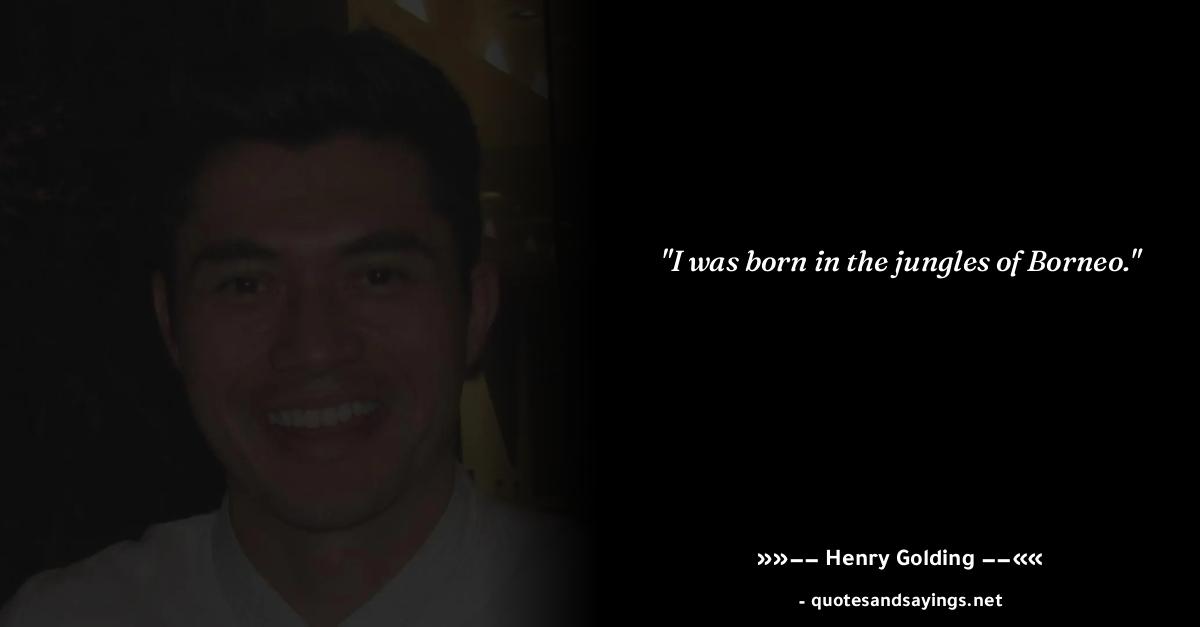 "I was born in the jungles of Borneo."
»»–– Henry Golding ––««
- quotesandsayings.net